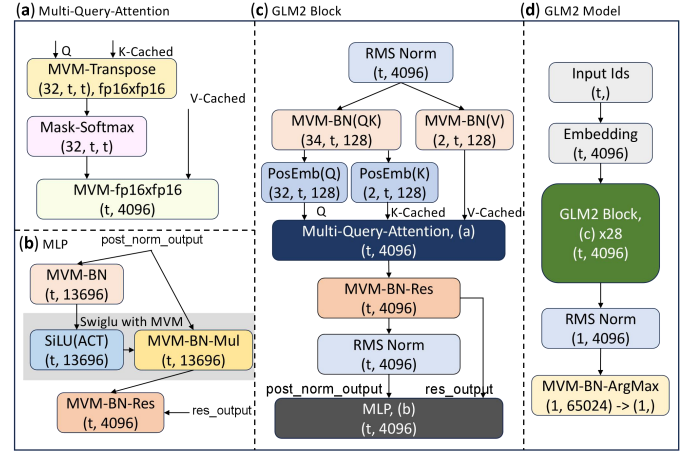 (a) Multi-Query-Attention
Q
K-Cached
MVM-Transpose
(32, t, t), fp16xfp16
V-Cached
Mask-Softmax
(32, t, t)
MVM-fp16xfp16
(t, 4096)
(b) MLP
post_norm_output
MVM-BN
(t, 13696)
Swiglu with MVM
SiLU(ACT)
(t, 13696)
MVM-BN-Mul
(t, 13696)
MVM-BN-Res
(t, 4096)
res_output
(c) GLM2 Block
RMS Norm
(t, 4096)
MVM-BN(QK)
(34, t, 128)
MVM-BN(V)
(2, t, 128)
PosEmb(Q)
(32, t, 128)
PosEmb(K)
(2, t, 128)
Q
K-Cached
V-Cached
Multi-Query-Attention, (a)
(t, 4096)
MVM-BN-Res
(t, 4096)
RMS Norm
(t, 4096)
post_norm_output
res_output
MLP, (b)
(t, 4096)
(d) GLM2 Model
Input Ids
(t,)
Embedding
(t, 4096)
GLM2 Block,
(c) x28
(t, 4096)
RMS Norm
(1, 4096)
MVM-BN-ArgMax
(1, 65024) -> (1,)